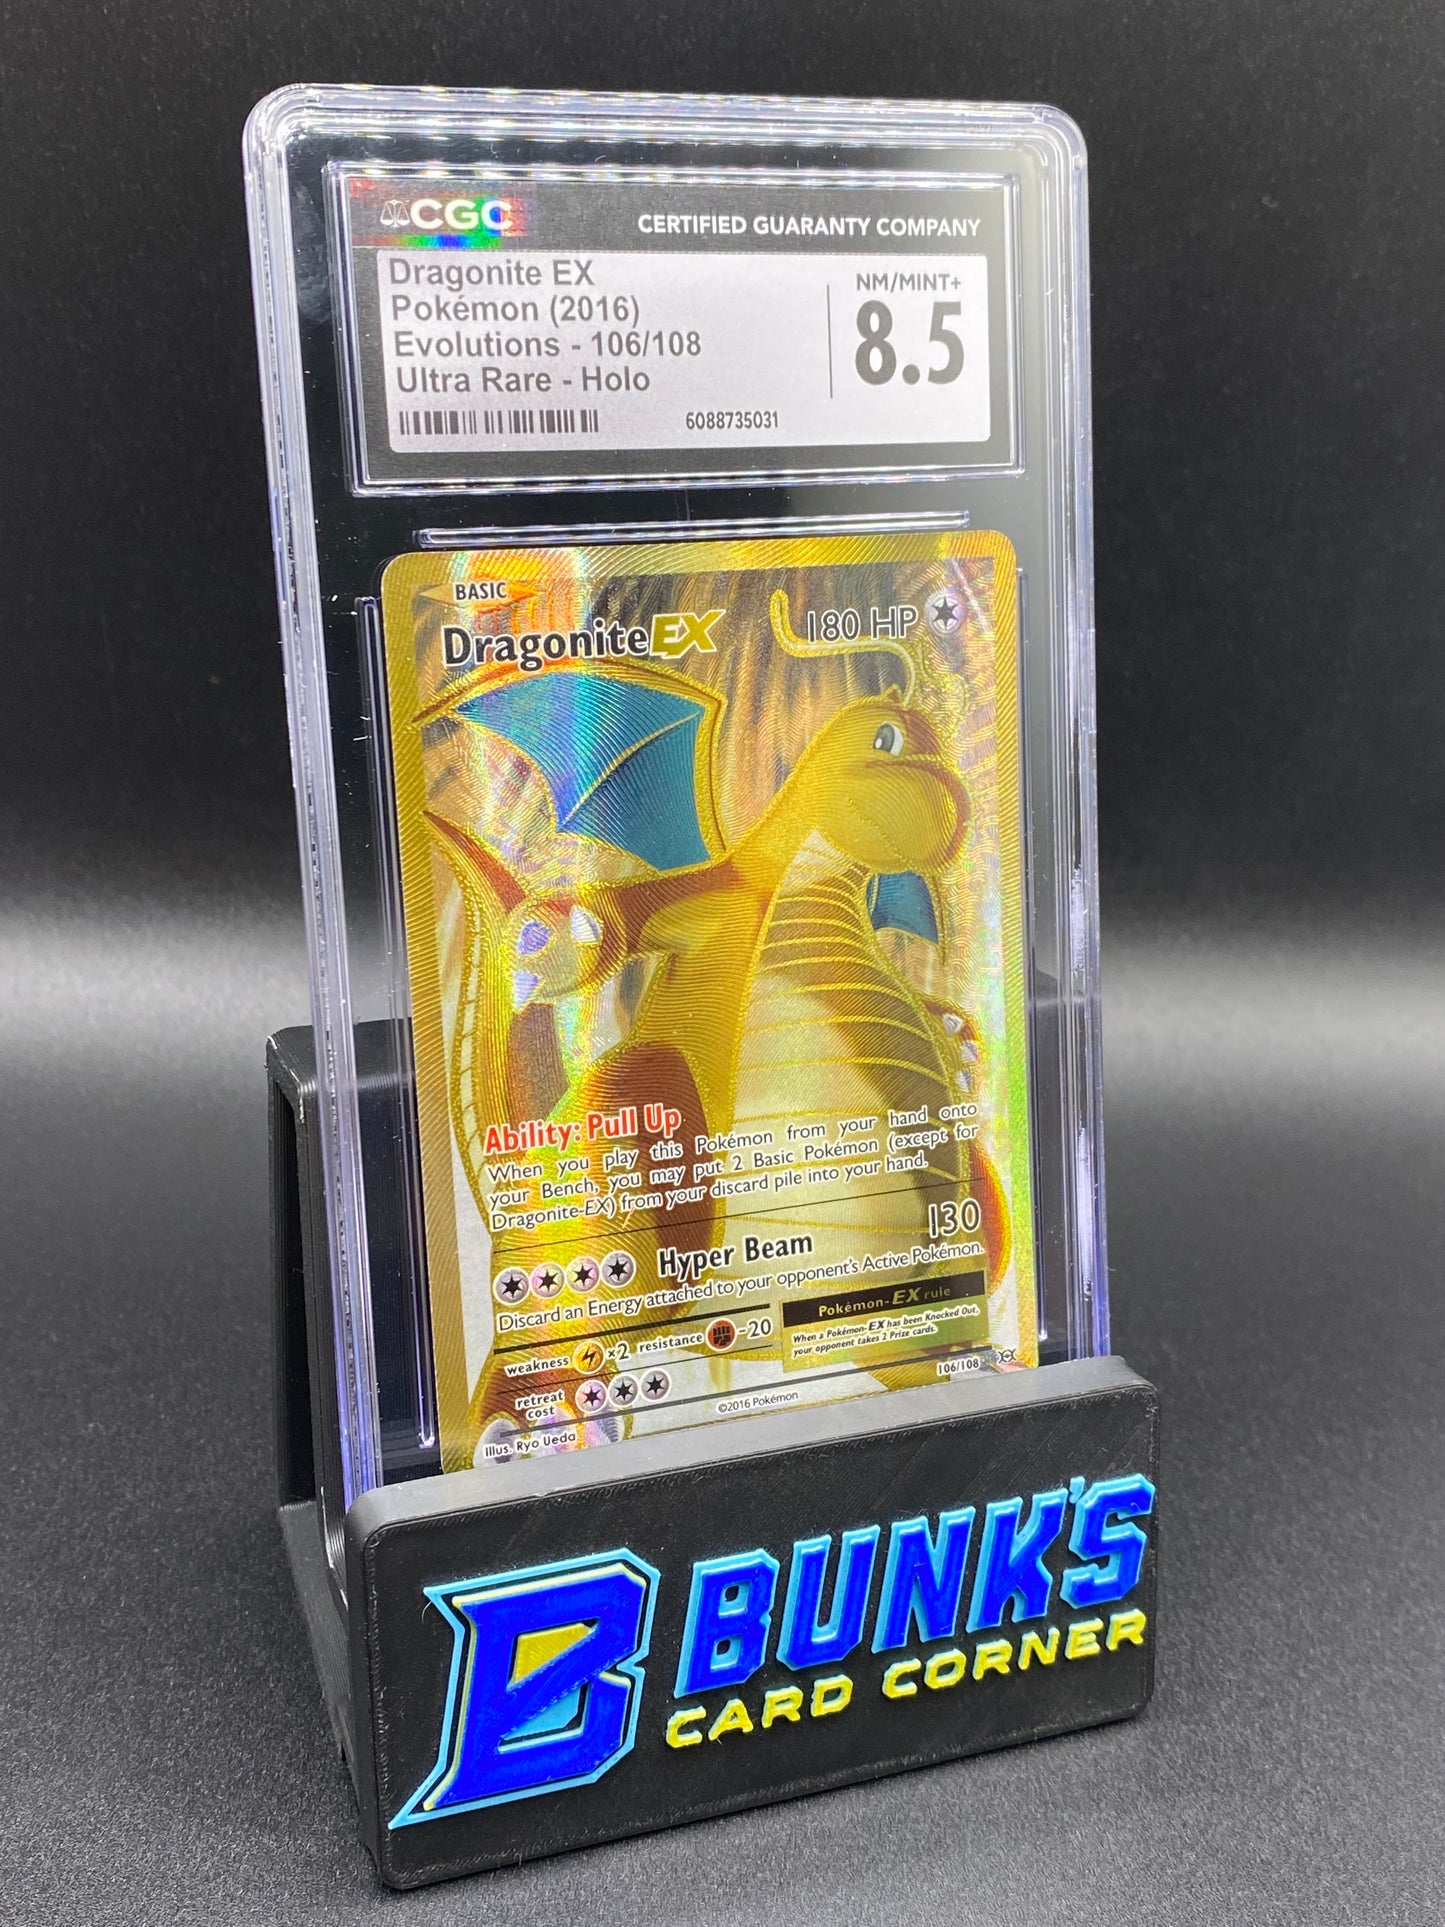 CGC
CERTIFIED GUARANTY COMPANY
Dragonite EX
Pokémon (2016)
Evolutions - 106/108
Ultra Rare - Holo
NM/MINT+
8.5
6088735031
BASIC
DragoniteEX
180 HP
Ability: Pull Up
When you play this Pokémon from your hand onto
your Bench, you may put 2 Basic Pokémon (except for
Dragonite-EX) from your discard pile into your hand.
Hyper Beam 130
Discard an Energy attached to your opponent's Active Pokémon.
weakness ×2 resistance -20
retreat
cost
Pokémon-EX rule
When a Pokémon-EX has been Knocked Out,
your opponent takes 2 Prize cards.
Illus. Ryo Ueda
©2016 Pokémon
106/108
B
BUNK'S
CARD CORNER